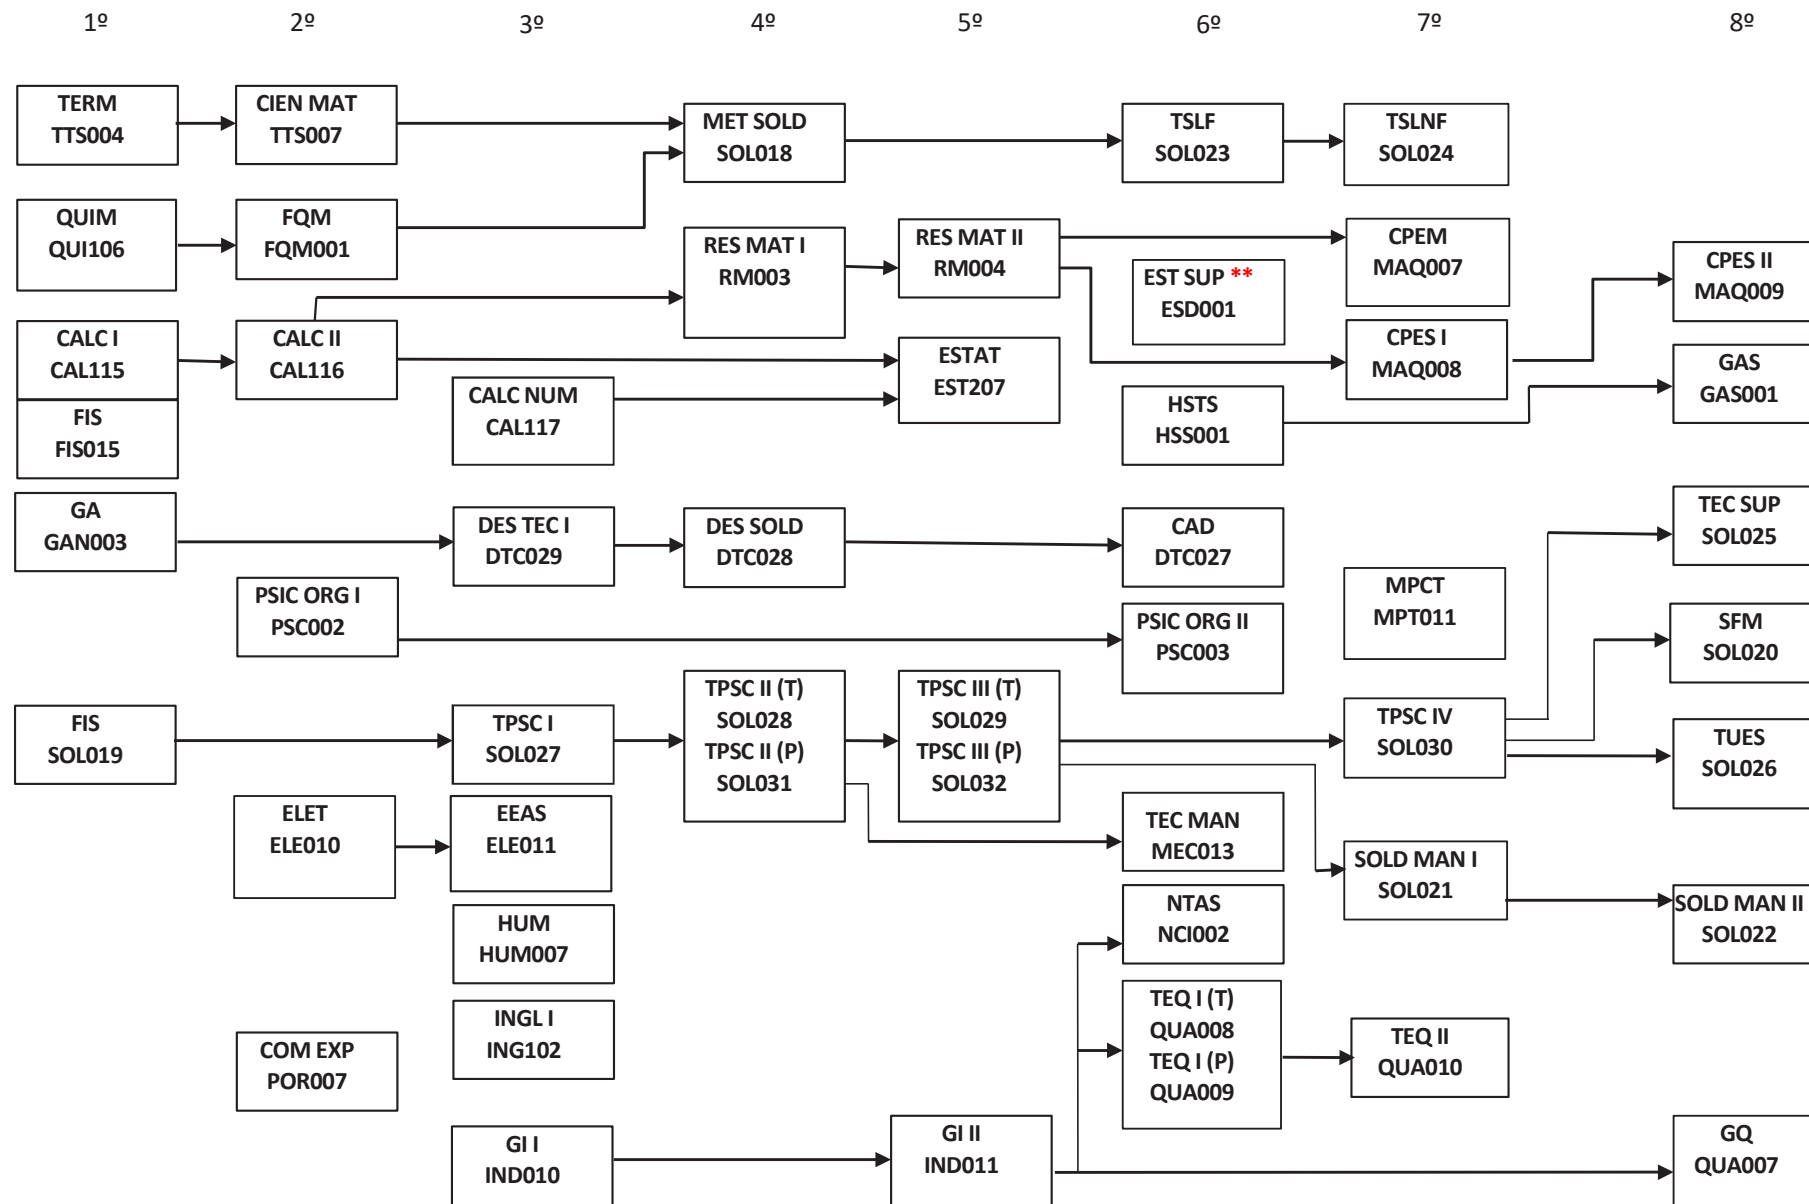 1º
2º
3º
4º
5º
6º
7º
8º
TERM
TTS004
QUIM
QUI106
CALC I
CAL115
FIS
FIS015
GA
GAN003
FIS
SOL019
CIEN MAT
TTS007
FQM
FQM001
CALC II
CAL116
PSIC ORG I
PSC002
ELET
ELE010
COM EXP
POR007
CALC NUM
CAL117
DES TEC I
DTC029
TPSC I
SOL027
EEAS
ELE011
HUM
HUM007
INGL I
ING102
GI I
IND010
MET SOLD
SOL018
RES MAT I
RM003
DES SOLD
DTC028
TPSC II (T)
SOL028
TPSC II (P)
SOL031
RES MAT II
RM004
ESTAT
EST207
TPSC III (T)
SOL029
TPSC III (P)
SOL032
GI II
IND011
TSLF
SOL023
EST SUP **
ESD001
HSTS
HSS001
CAD
DTC027
PSIC ORG II
PSC003
TEC MAN
MEC013
NTAS
NCI002
TEQ I (T)
QUA008
TEQ I (P)
QUA009
TSLNF
SOL024
CPEM
MAQ007
CPES I
MAQ008
MPCT
MPT011
TPSC IV
SOL030
SOLD MAN I
SOL021
TEQ II
QUA010
CPES II
MAQ009
GAS
GAS001
TEC SUP
SOL025
SFM
SOL020
TUES
SOL026
SOLD MAN II
SOL022
GQ
QUA007